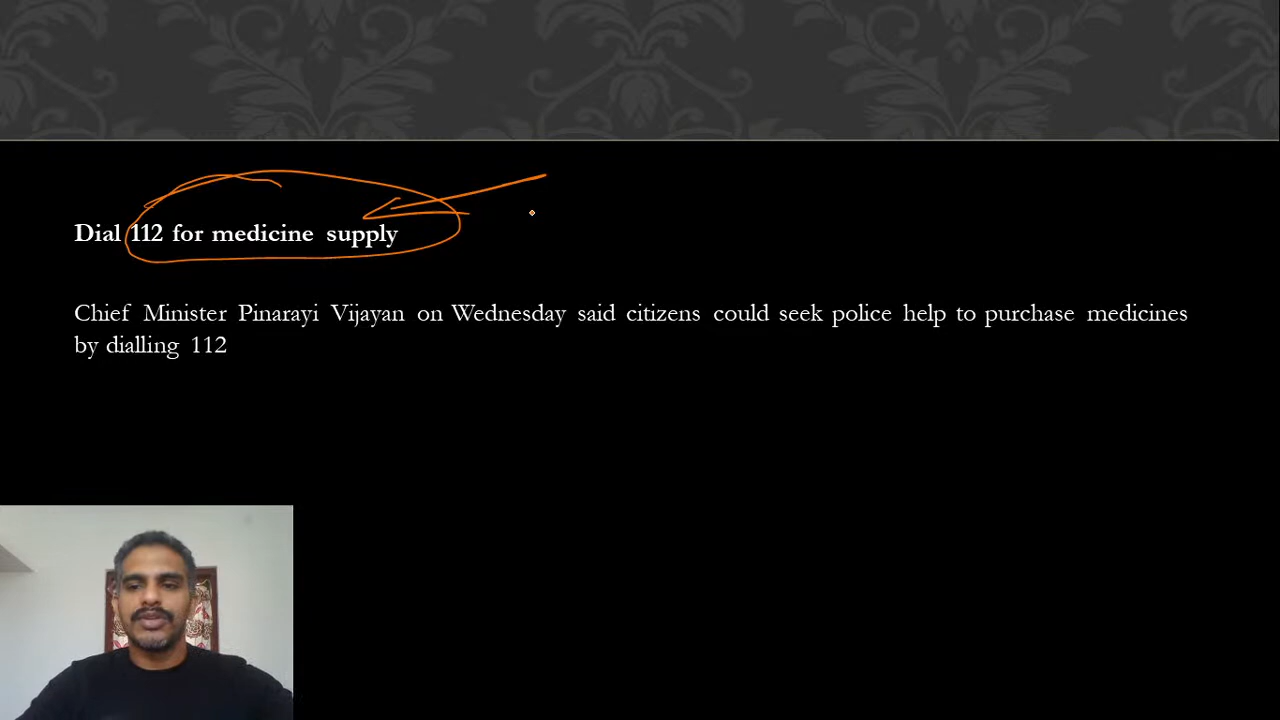 Dial 112 for medicine supply
Chief Minister Pinarayi Vijayan on Wednesday said citizens could seek police help to purchase medicines
by dialling 112